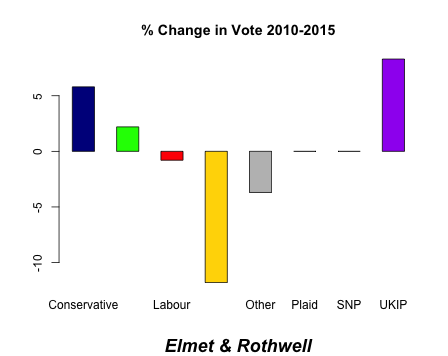 % Change in Vote 2010-2015
5
0
-5
-10
Conservative Labour Other Plaid SNP UKIP
Elmet & Rothwell